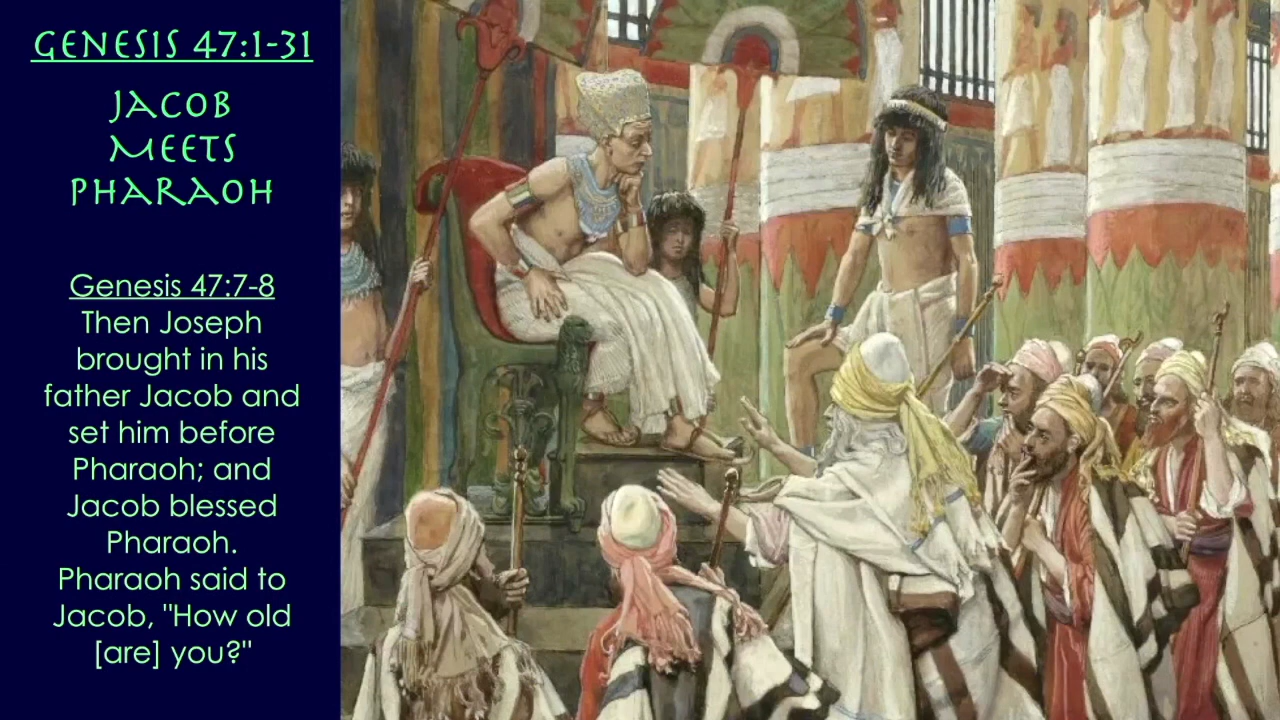 GENESIS 47:1-31
JACOB
MEETS
PHARAOH
Genesis 47:7-8
Then Joseph
brought in his
father Jacob and
set him before
Pharaoh; and
Jacob blessed
Pharaoh.
Pharaoh said to
Jacob, "How old
[are] you?"